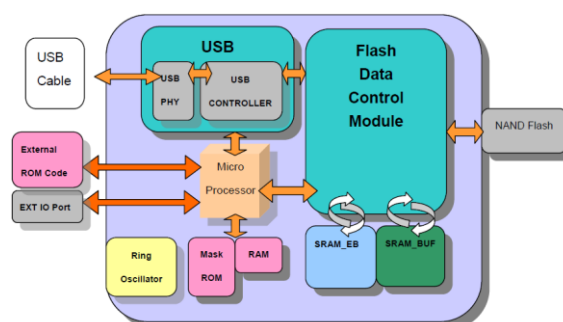 USB
Cable
USB
USB
PHY
USB
CONTROLLER
Flash
Data
Control
Module
NAND Flash
External
ROM Code
EXT IO Port
Micro
Processor
Ring
Oscillator
Mask
ROM
RAM
SRAM_EB
SRAM_BUF